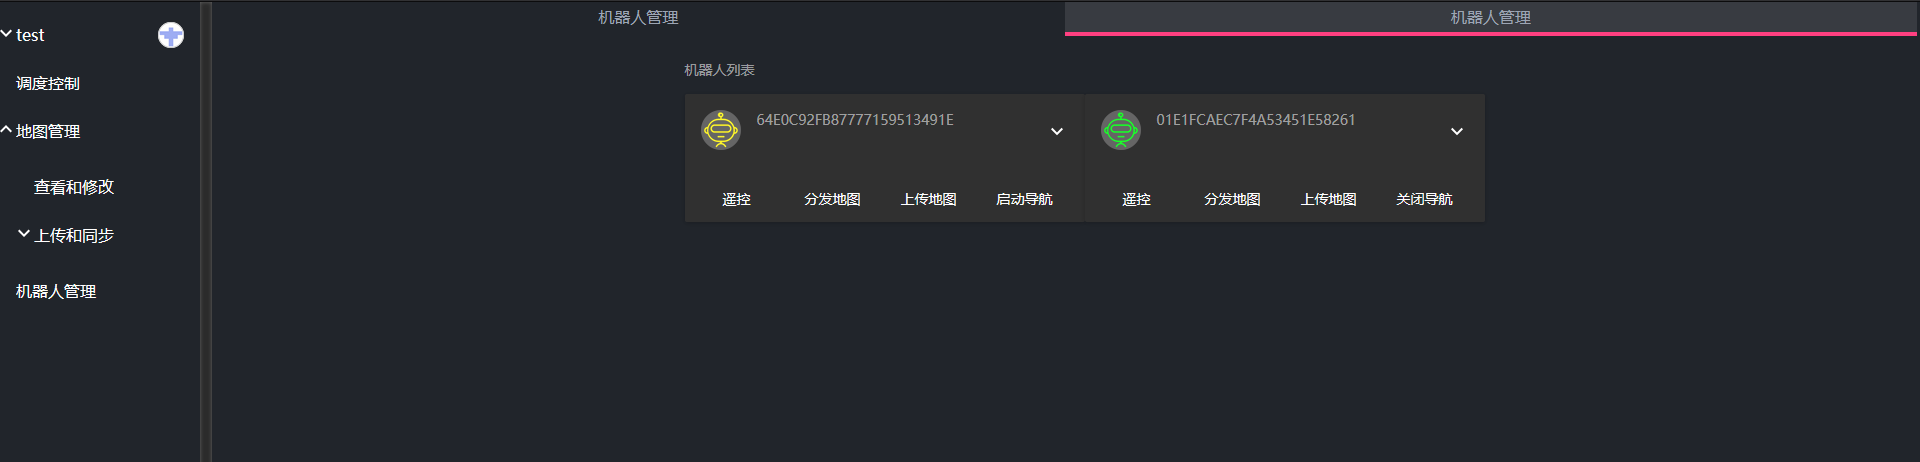 test
调度控制
地图管理
查看和修改
上传和同步
机器人管理
机器人管理
机器人管理
机器人列表
64E0C92FB87777159513491E
遥控 分发地图 上传地图 启动导航
01E1FCAEC7F4A53451E58261
遥控 分发地图 上传地图 关闭导航